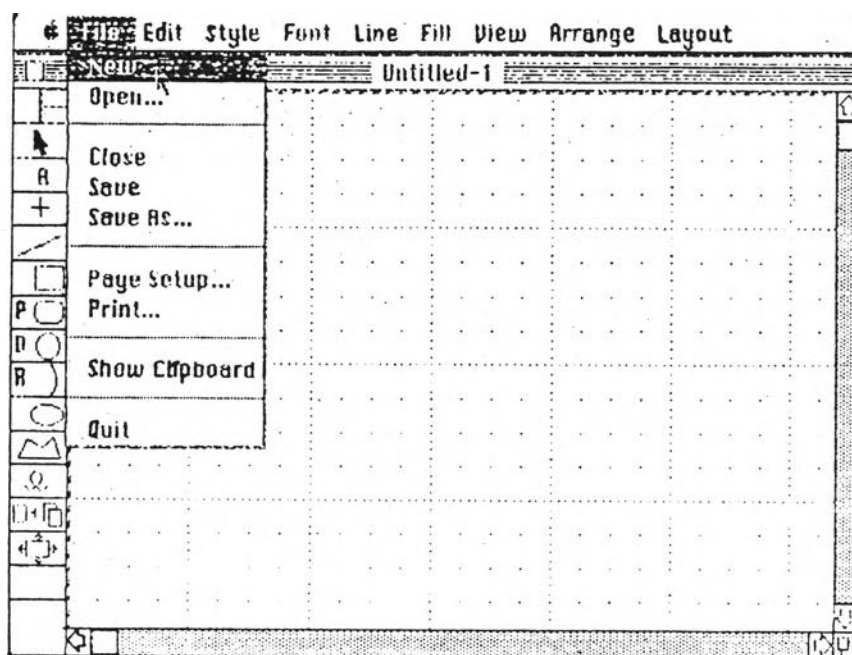 File Edit Style Font Line Fill View Arrange Layout
New
Untitled-1
Open...
Close
A
Save
Save As...
Page Setup...
P
Print...
D
Show Clipboard
R
Quit